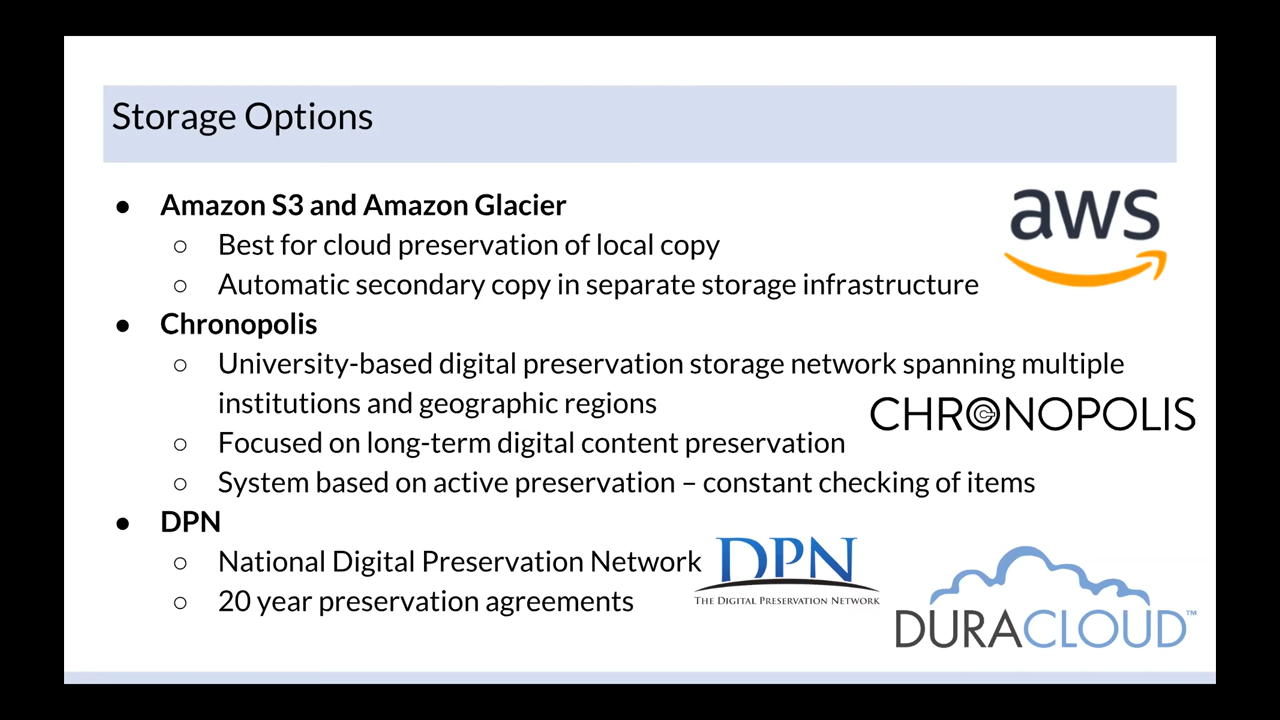 Storage Options
● Amazon S3 and Amazon Glacier
○ Best for cloud preservation of local copy
○ Automatic secondary copy in separate storage infrastructure
aws
● Chronopolis
○ University-based digital preservation storage network spanning multiple
institutions and geographic regions
CHRONOPOLIS
○ Focused on long-term digital content preservation
○ System based on active preservation – constant checking of items
● DPN
○ National Digital Preservation Network
○ 20 year preservation agreements
DPN
THE DIGITAL PRESERVATION NETWORK
DURACLOUD™